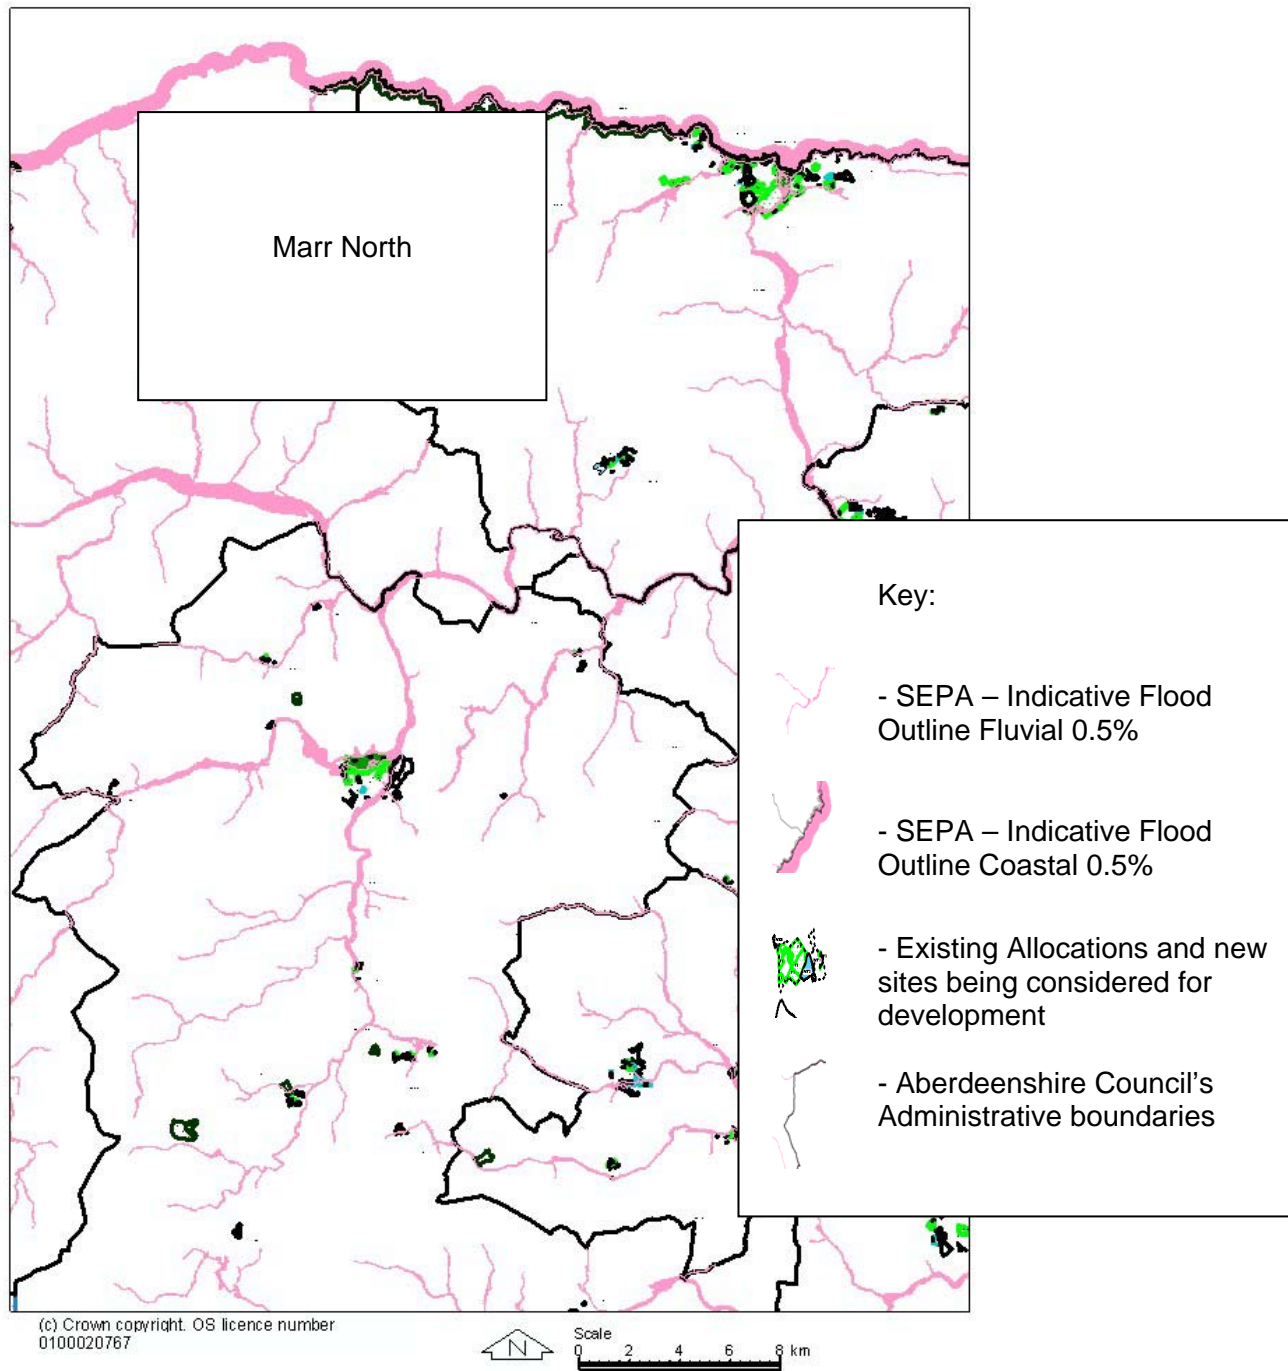 Marr North
Key:
- SEPA – Indicative Flood
Outline Fluvial 0.5%
- SEPA – Indicative Flood
Outline Coastal 0.5%
- Existing Allocations and new
sites being considered for
development
- Aberdeenshire Council's
Administrative boundaries
(c) Crown copyright. OS licence number
0100020767
N
Scale
0 2 4 6 8 km